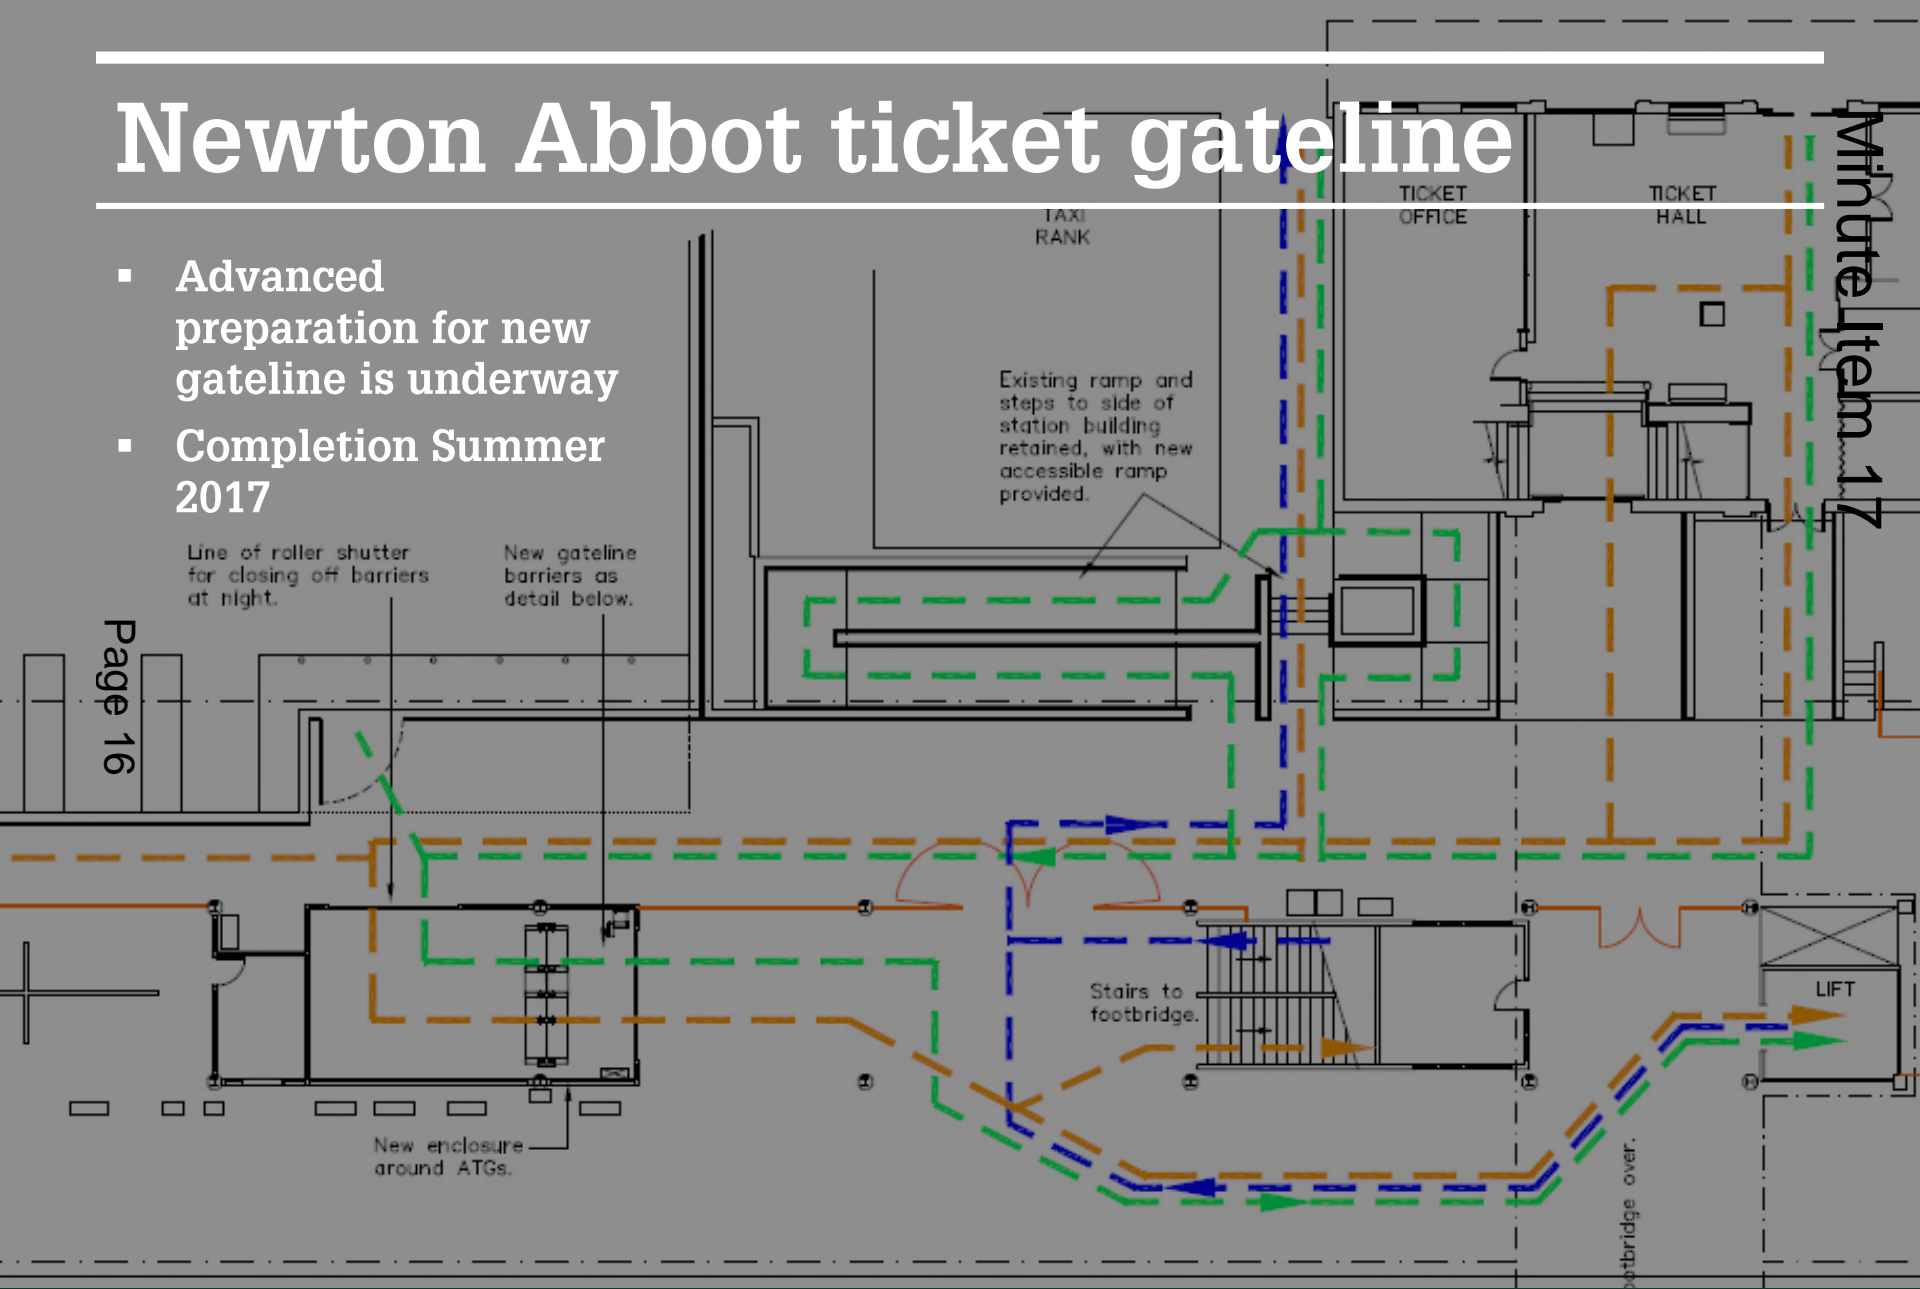 Newton Abbot ticket gateline
TICKET
OFFICE
TICKET
HALL
TAXI
RANK
Minute Item 17
▪ Advanced
preparation for new
gateline is underway
▪ Completion Summer
2017
Existing ramp and
steps to side of
station building
retained, with new
accessible ramp
provided.
Line of roller shutter
for closing off barriers
at night.
New gateline
barriers as
detail below.
Page 16
Stairs to
footbridge.
LIFT
New enclosure
around ATGs.
otbridge over.